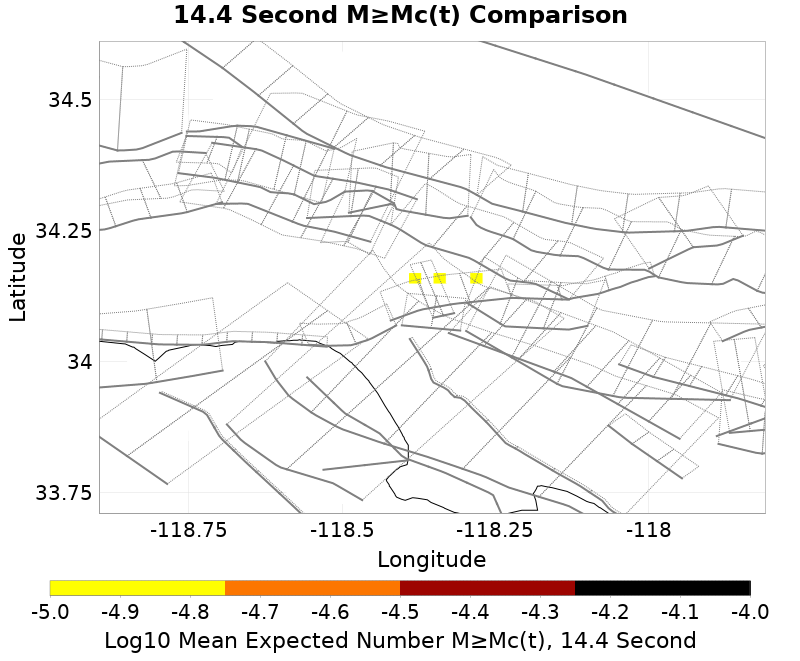 14.4 Second M≥Mc(t) Comparison
34.5
34.25
34
33.75
Latitude
-118.75 -118.5 -118.25 -118
Longitude
-5.0 -4.9 -4.8 -4.7 -4.6 -4.5 -4.4 -4.3 -4.2 -4.1 -4.0
Log10 Mean Expected Number M≥Mc(t), 14.4 Second